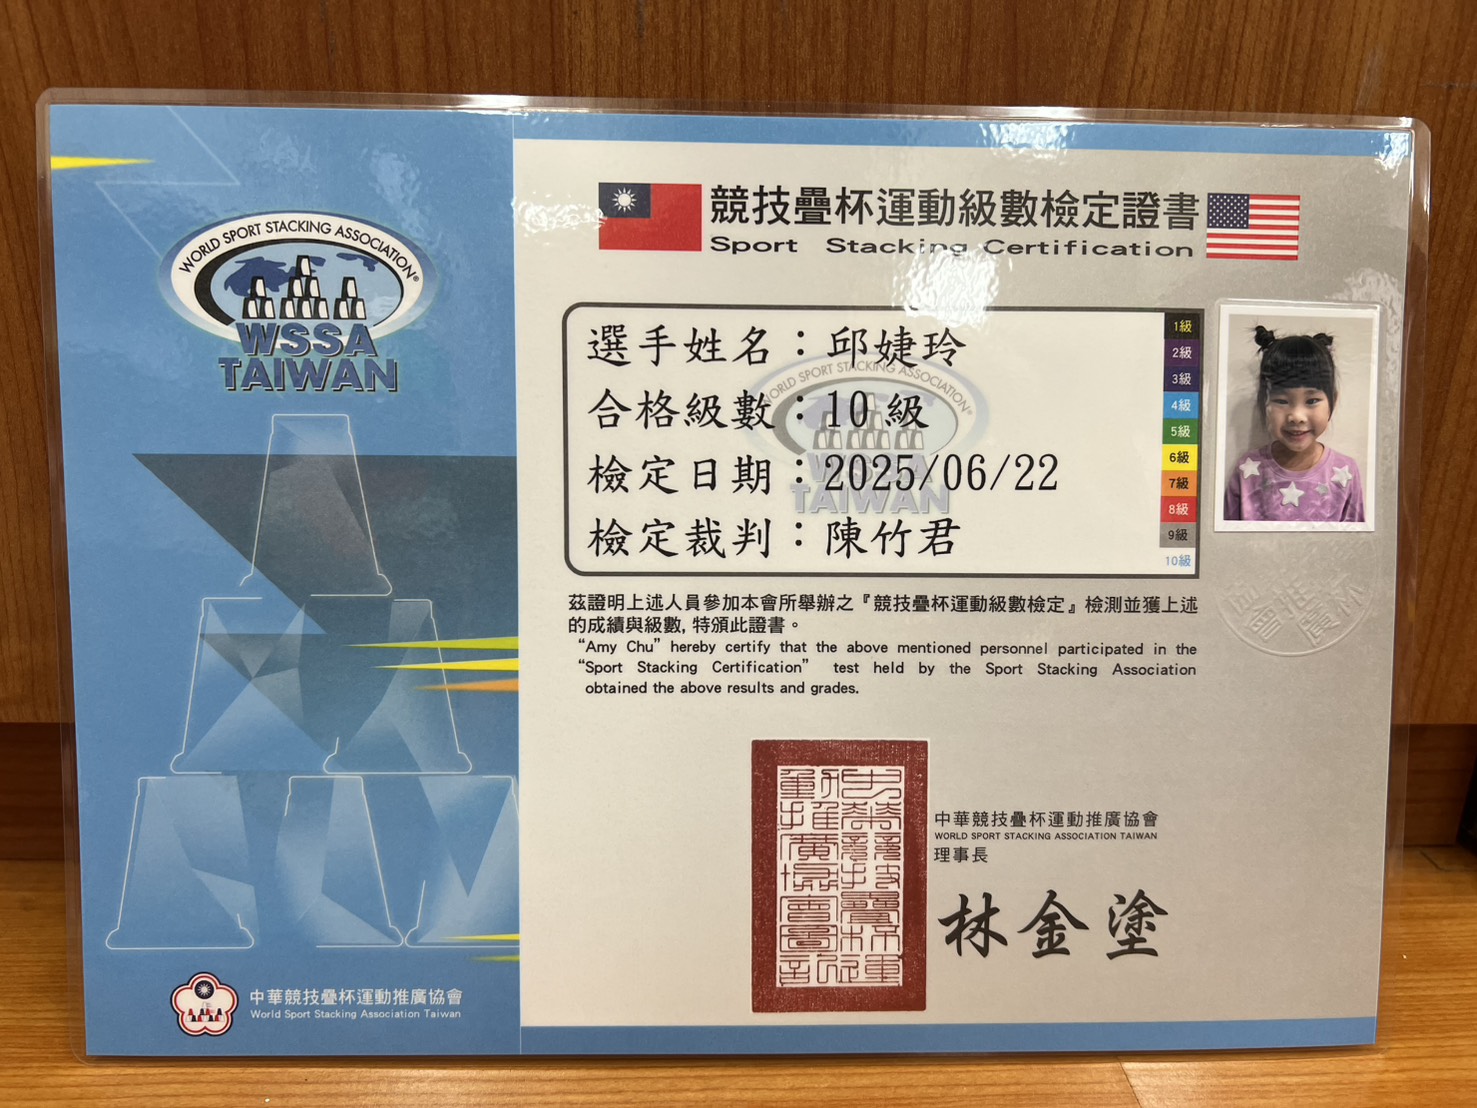 WORLD SPORT STACKING ASSOCIATION®
WSSA
TAIWAN
中華競技疊杯運動推廣協會
World Sport Stacking Association Taiwan
競技疊杯運動級數檢定證書
Sport Stacking Certification
選手姓名：邱婕玲
合格級數：10級
檢定日期：2025/06/22
檢定裁判：陳竹君
WORLD SPORT STACKING ASSOCIATION®
WSSA
TAIWAN
1級
2級
3級
4級
5級
6級
7級
8級
9級
10級
茲證明上述人員參加本會所舉辦之『競技疊杯運動級數檢定』檢測並獲上述
的成績與級數，特頒此證書。
“Amy Chu” hereby certify that the above mentioned personnel participated in the
“Sport Stacking Certification” test held by the Sport Stacking Association
obtained the above results and grades.
中華競技疊杯運動推廣協會
WORLD SPORT STACKING ASSOCIATION TAIWAN
理事長
林金塗